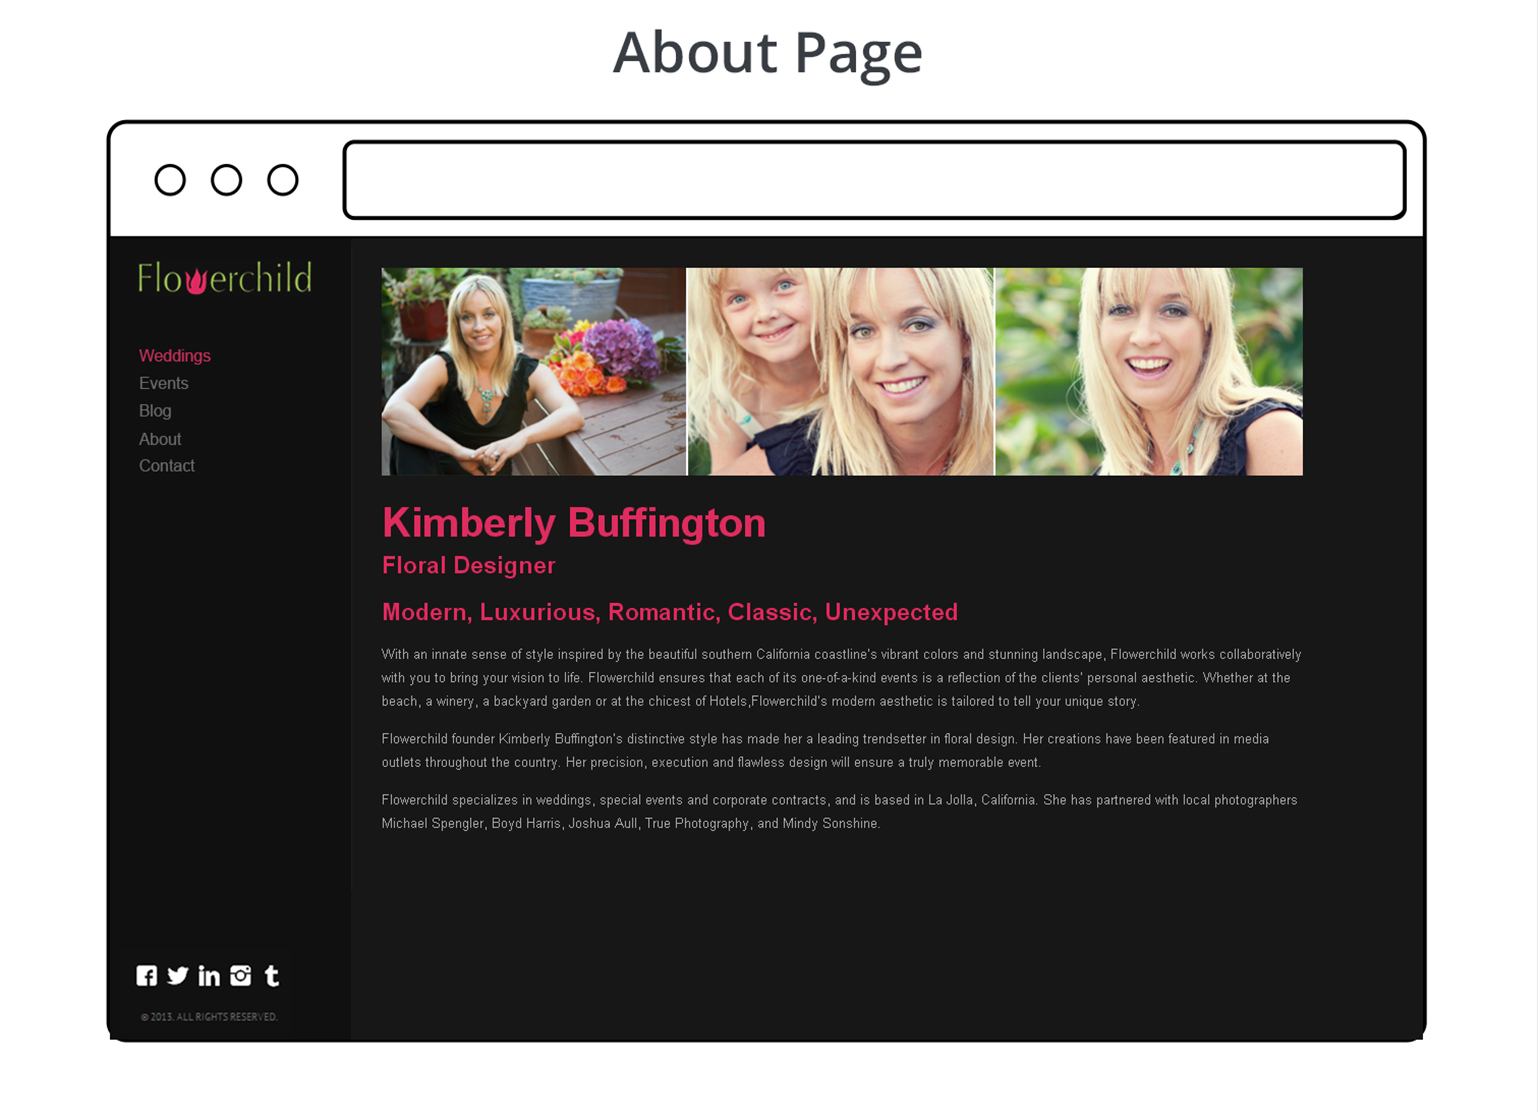 About Page
Flowerchild
Weddings
Events
Blog
About
Contact
Kimberly Buffington
Floral Designer
Modern, Luxurious, Romantic, Classic, Unexpected
With an innate sense of style inspired by the beautiful southern California coastline's vibrant colors and stunning landscape, Flowerchild works collaboratively
with you to bring your vision to life. Flowerchild ensures that each of its one-of-a-kind events is a reflection of the clients' personal aesthetic. Whether at the
beach, a winery, a backyard garden or at the chicest of Hotels,Flowerchild's modern aesthetic is tailored to tell your unique story.
Flowerchild founder Kimberly Buffington's distinctive style has made her a leading trendsetter in floral design. Her creations have been featured in media
outlets throughout the country. Her precision, execution and flawless design will ensure a truly memorable event.
Flowerchild specializes in weddings, special events and corporate contracts, and is based in La Jolla, California. She has partnered with local photographers
Michael Spengler, Boyd Harris, Joshua Aull, True Photography, and Mindy Sonshine.
© 2013. ALL RIGHTS RESERVED.